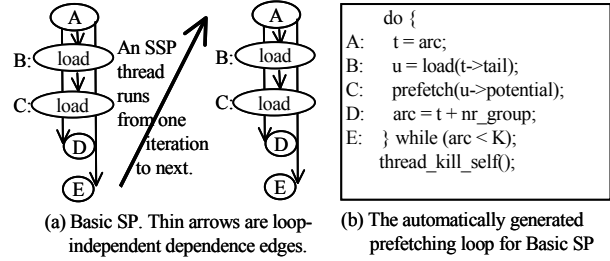 A
B:
load
C:
load
D
E
An SSP
thread
runs
from one
iteration
to next.
A
load
load
D
E
(a) Basic SP. Thin arrows are loop-
independent dependence edges.
do {
A: t = arc;
B: u = load(t->tail);
C: prefetch(u->potential);
D: arc = t + nr_group;
E: } while (arc < K);
thread_kill_self();
(b) The automatically generated
prefetching loop for Basic SP